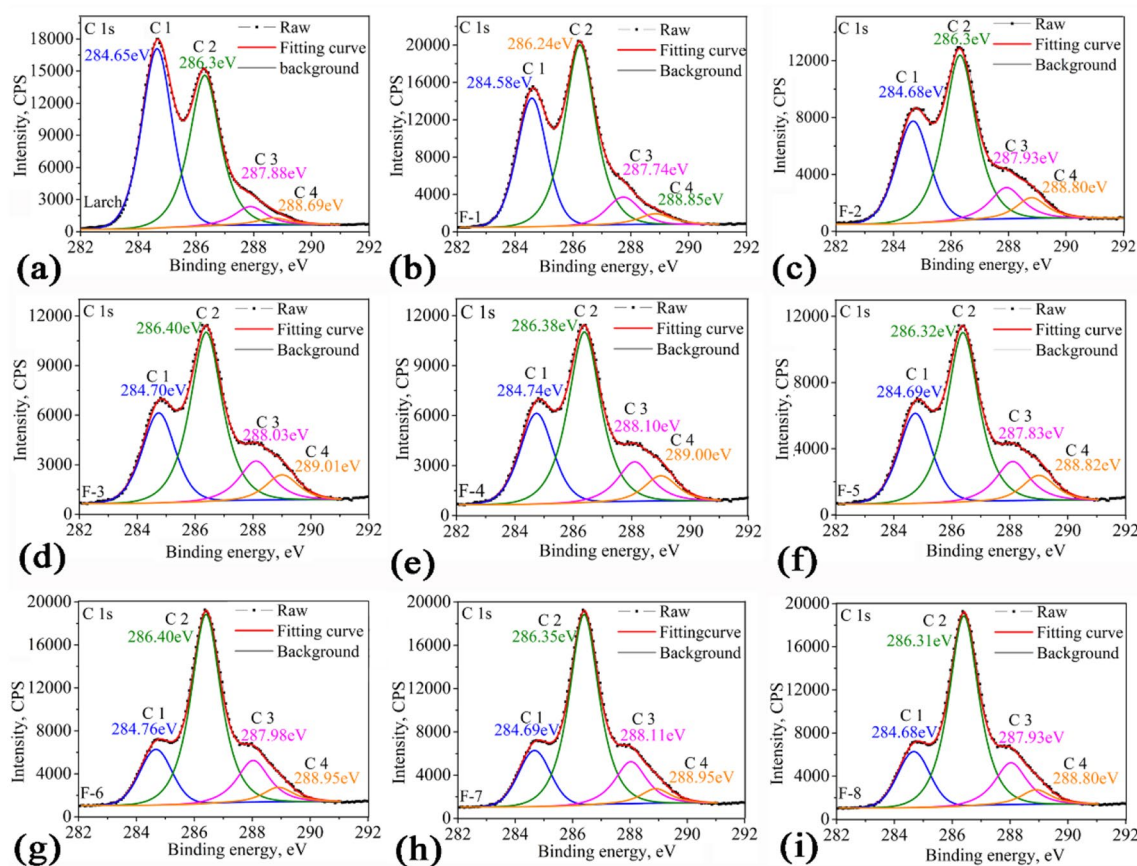 C 1s
C 1
284.65eV
C 2
286.3eV
C 3
287.88eV
C 4
288.69eV
Raw
Fitting curve
background
Larch
Intensity, CPS
18000
15000
12000
9000
6000
3000
0
282 284 286 288 290 292
Binding energy, eV
(a)
C 1s
C 1
284.58eV
C 2
286.24eV
C 3
287.74eV
C 4
288.85eV
Raw
Fitting curve
Background
F-1
Intensity, CPS
20000
16000
12000
8000
4000
0
282 284 286 288 290 292
Binding energy, eV
(b)
C 1s
C 1
284.68eV
C 2
286.3eV
C 3
287.93eV
C 4
288.80eV
Raw
Fitting curve
Background
F-2
Intensity, CPS
15000
12000
9000
6000
3000
0
282 284 286 288 290 292
Binding energy, eV
(c)
C 1s
C 1
284.70eV
C 2
286.40eV
C 3
288.03eV
C 4
289.01eV
Raw
Fitting curve
Background
F-3
Intensity, CPS
12000
9000
6000
3000
0
282 284 286 288 290 292
Binding energy, eV
(d)
C 1s
C 1
284.74eV
C 2
286.38eV
C 3
288.10eV
C 4
289.00eV
Raw
Fitting curve
Background
F-4
Intensity, CPS
12000
9000
6000
3000
0
282 284 286 288 290 292
Binding energy, eV
(e)
C 1s
C 1
284.69eV
C 2
286.32eV
C 3
287.83eV
C 4
288.82eV
Raw
Fitting curve
Background
F-5
Intensity, CPS
12000
10000
8000
6000
4000
2000
0
282 284 286 288 290 292
Binding energy, eV
(f)
C 1s
C 1
284.76eV
C 2
286.40eV
C 3
287.98eV
C 4
288.95eV
Raw
Fitting curve
Background
F-6
Intensity, CPS
20000
16000
12000
8000
4000
0
282 284 286 288 290 292
Binding energy, eV
(g)
C 1s
C 1
284.69eV
C 2
286.35eV
C 3
288.11eV
C 4
288.95eV
Raw
Fittingcurve
Background
F-7
Intensity, CPS
20000
16000
12000
8000
4000
0
282 284 286 288 290 292
Binding energy, eV
(h)
C 1s
C 1
284.68eV
C 2
286.31eV
C 3
287.93eV
C 4
288.80eV
Raw
Fitting curve
Background
F-8
Intensity, CPS
20000
16000
12000
8000
4000
0
282 284 286 288 290 292
Binding energy, eV
(i)